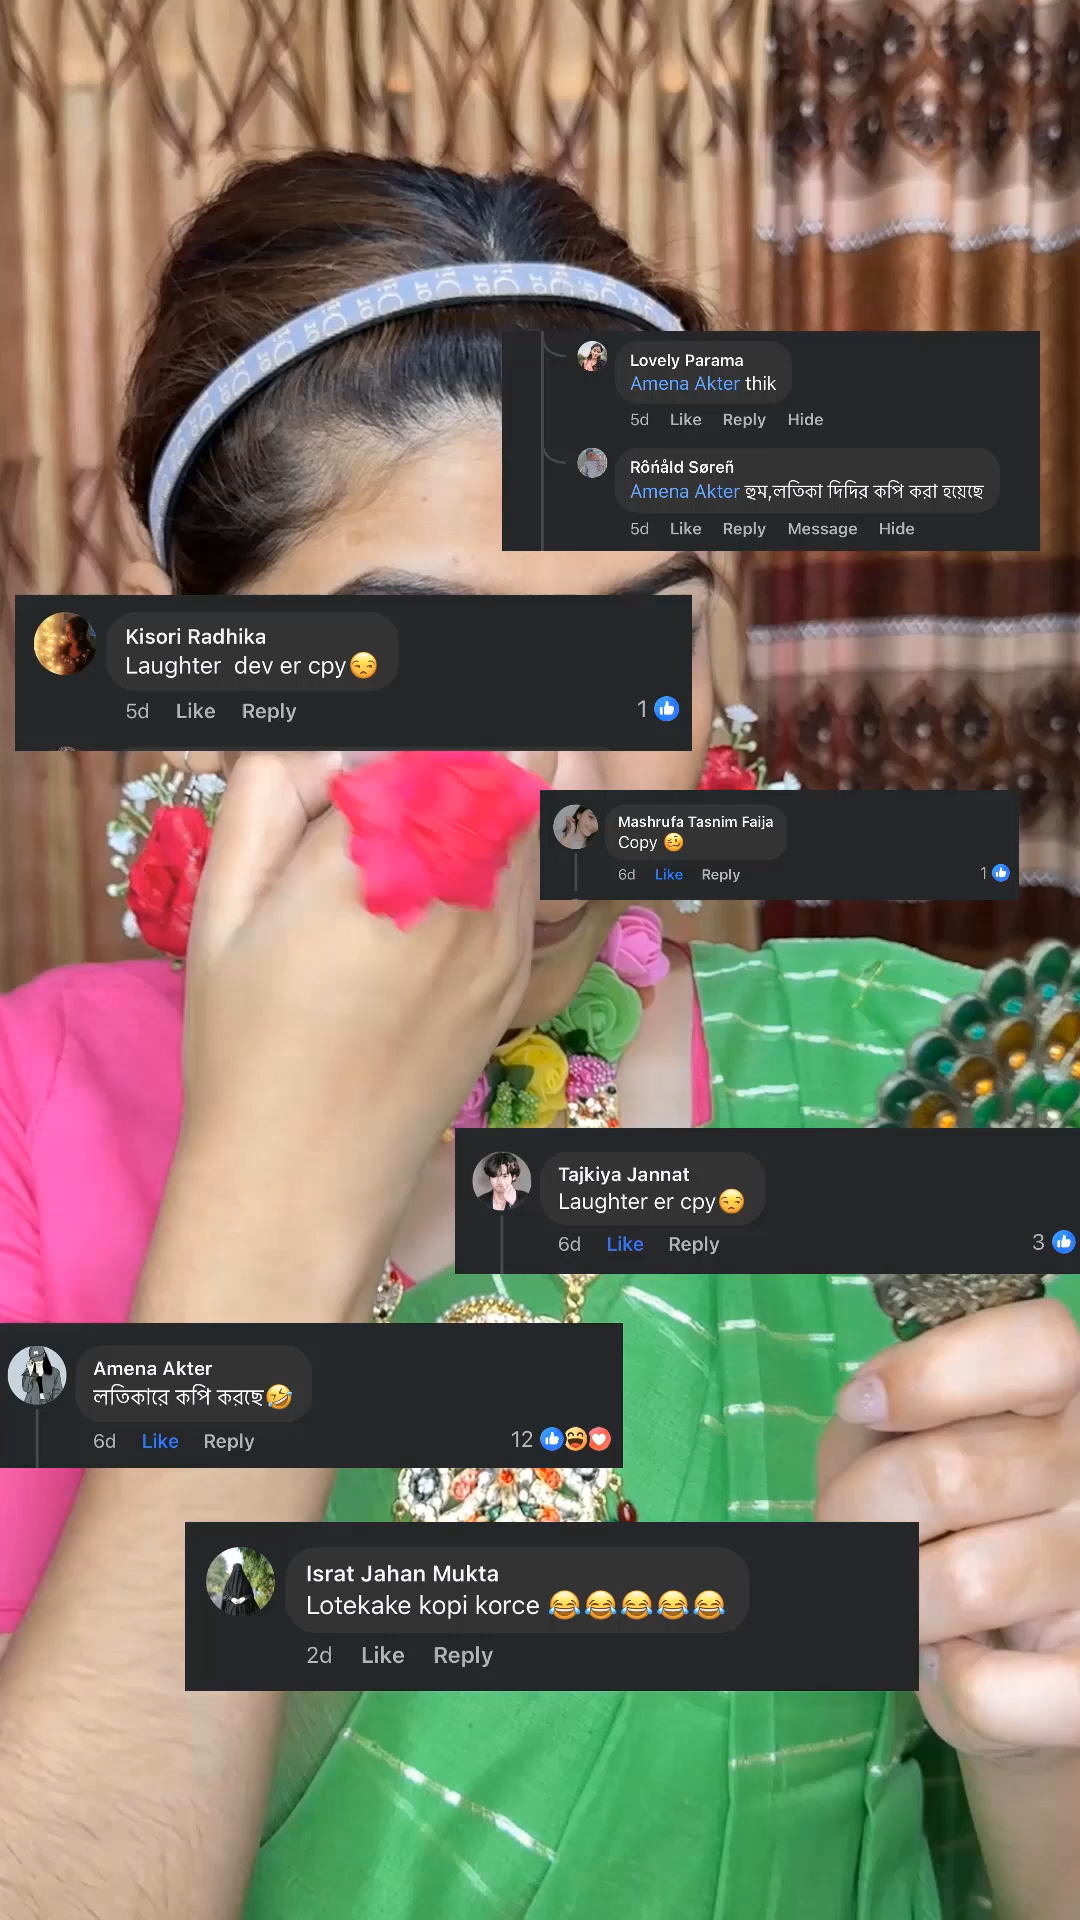 Lovely Parama
Amena Akter thik
5d Like Reply Hide
Rôńåld Søreñ
Amena Akter হুম,লতিকা দিদির কপি করা হয়েছে
5d Like Reply Message Hide
Kisori Radhika
Laughter dev er cpy😒
5d Like Reply 1
Mashrufa Tasnim Faija
Copy 🥴
6d Like Reply 1
Tajkiya Jannat
Laughter er cpy😒
6d Like Reply 3
Amena Akter
লতিকারে কপি করছে🤣
6d Like Reply 12
Israt Jahan Mukta
Lotekake kopi korce 😂😂😂😂😂
2d Like Reply